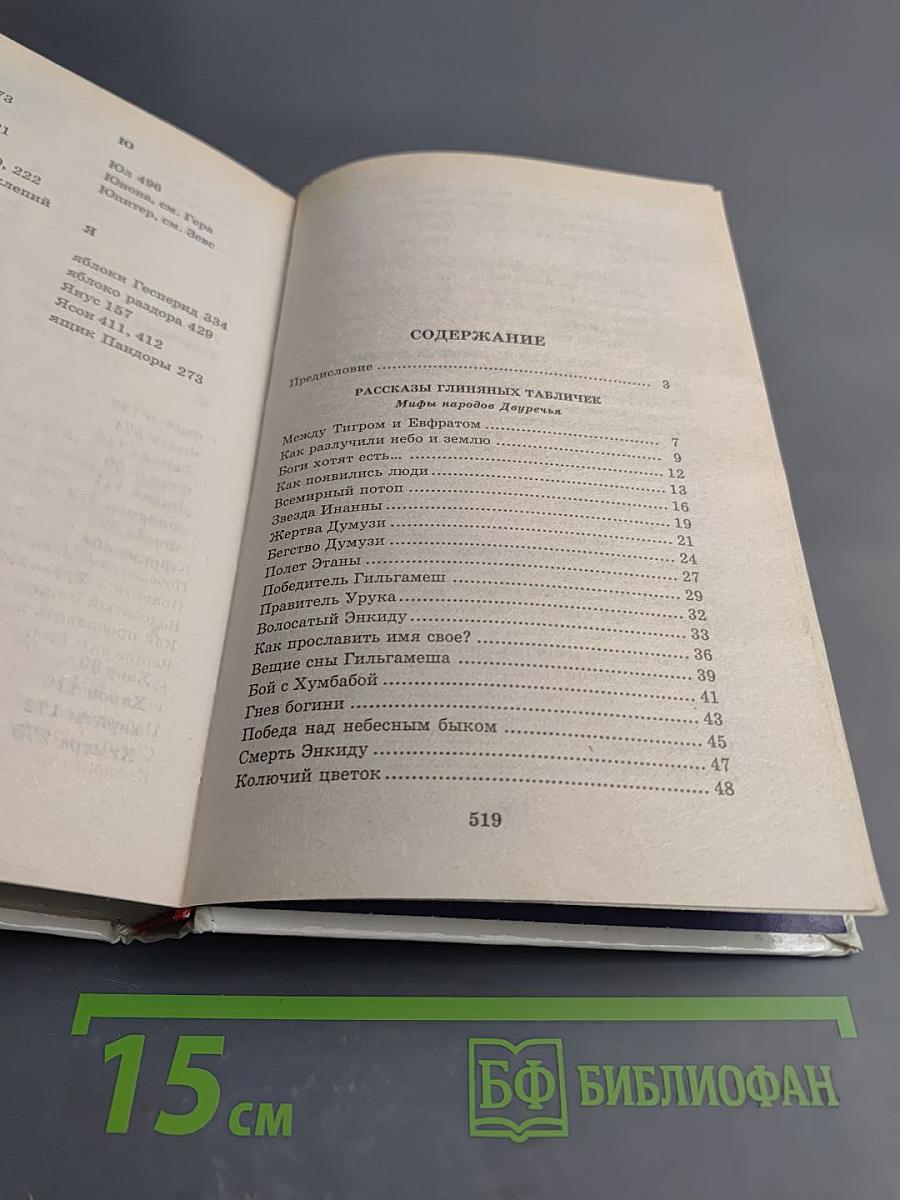 73
21
, 222
клепий
Ю
Юл 496
Юнона, см. Гера
Юпитер, см. Зевс
Я
яблоки Гесперид 334
яблоко раздора 429
Янус 157
Ясон 411, 412
ящик Пандоры 273
СОДЕРЖАНИЕ
Предисловие 3
РАССКАЗЫ ГЛИНЯНЫХ ТАБЛИЧЕК
Мифы народов Двуречья
Между Тигром и Евфратом 7
Как разлучили небо и землю 9
Боги хотят есть... 12
Как появились люди 13
Всемирный потоп 16
Звезда Инанны 19
Жертва Думузи 21
Бегство Думузи 24
Полет Этаны 27
Победитель Гильгамеш 29
Правитель Урука 32
Волосатый Энкиду 33
Как прославить имя свое? 36
Вещие сны Гильгамеша 39
Бой с Хумбабой 41
Гнев богини 43
Победа над небесным быком 45
Смерть Энкиду 47
Колючий цветок 48
519
15 см
БФ БИБЛИОФАН